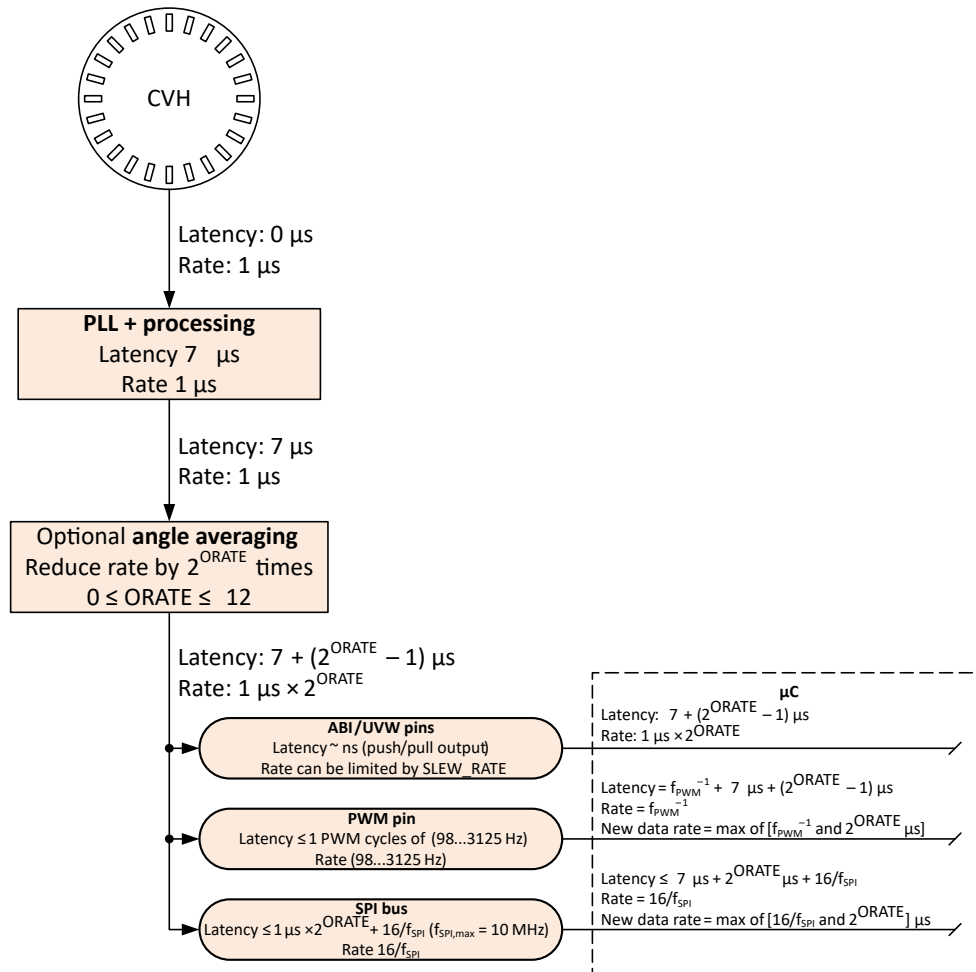 CVH
Latency: 0 µs
Rate: 1 µs
PLL + processing
Latency 7 µs
Rate 1 µs
Latency: 7 µs
Rate: 1 µs
Optional angle averaging
Reduce rate by 2^ORATE times
0 ≤ ORATE ≤ 12
Latency: 7 + (2^ORATE – 1) µs
Rate: 1 µs × 2^ORATE
ABI/UVW pins
Latency ~ ns (push/pull output)
Rate can be limited by SLEW_RATE
PWM pin
Latency ≤ 1 PWM cycles of (98...3125 Hz)
Rate (98...3125 Hz)
SPI bus
Latency ≤ 1 µs ×2^ORATE + 16/f_SPI (f_SPI,max = 10 MHz)
Rate 16/f_SPI
µC
Latency: 7 + (2^ORATE – 1) µs
Rate: 1 µs × 2^ORATE
Latency = f_PWM^–1 + 7 µs + (2^ORATE – 1) µs
Rate = f_PWM^–1
New data rate = max of [f_PWM^–1 and 2^ORATE µs]
Latency ≤ 7 µs + 2^ORATE µs + 16/f_SPI
Rate = 16/f_SPI
New data rate = max of [16/f_SPI and 2^ORATE] µs